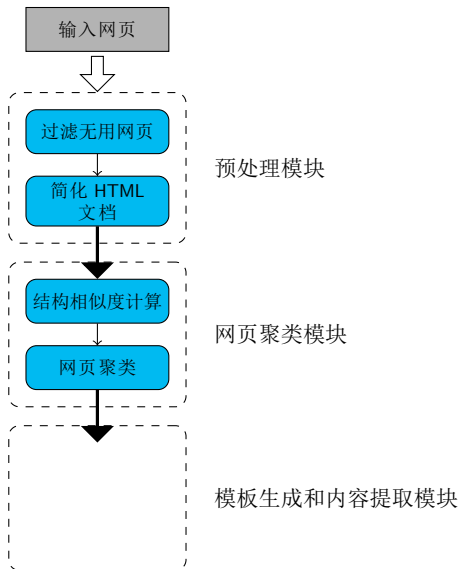 输入网页
过滤无用网页
预处理模块
简化 HTML
文档
结构相似度计算
网页聚类模块
网页聚类
模板生成和内容提取模块